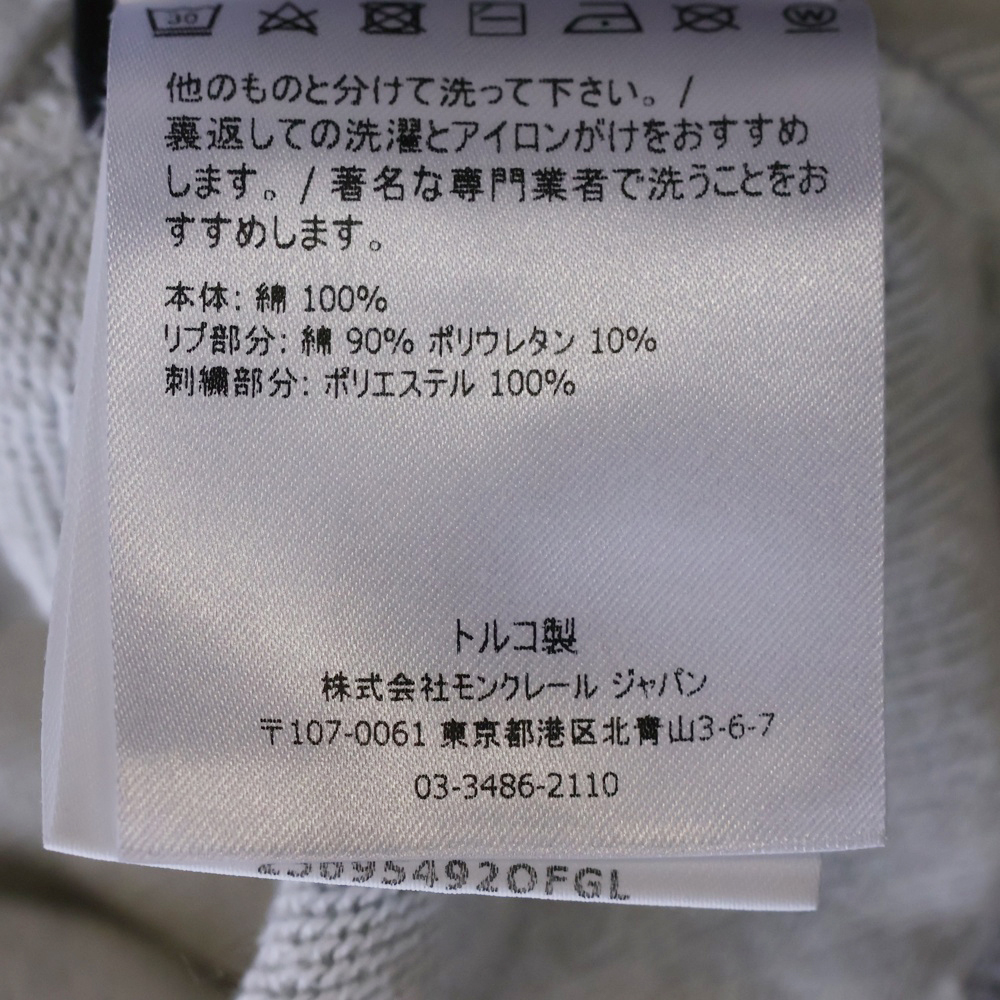 30
W
他のものと分けて洗って下さい。/
裏返しての洗濯とアイロンがけをおすすめ
します。/ 著名な専門業者で洗うことをお
すすめします。
本体: 綿 100%
リブ部分: 綿 90% ポリウレタン 10%
刺繍部分: ポリエステル 100%
トルコ製
株式会社モンクレール ジャパン
〒107-0061 東京都港区北青山3-6-7
03-3486-2110